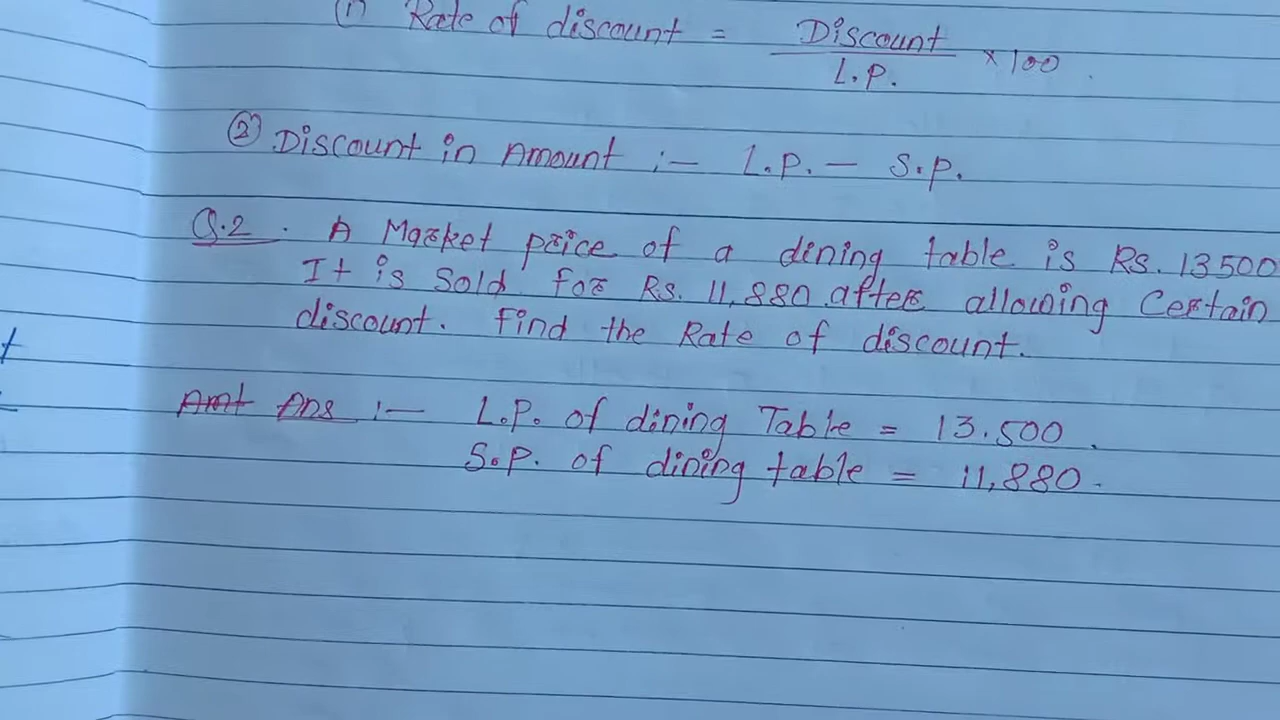 (1) Rate of discount = Discount / L.P. × 100
② Discount in Amount :- L.P. - S.P.
Q.2. A Market price of a dining table is Rs. 13500
It is Sold for Rs. 11,880 after allowing Certain
discount. Find the Rate of discount.
Amt Ans :- L.P. of dining Table = 13.500.
S.P. of dining table = 11,880.